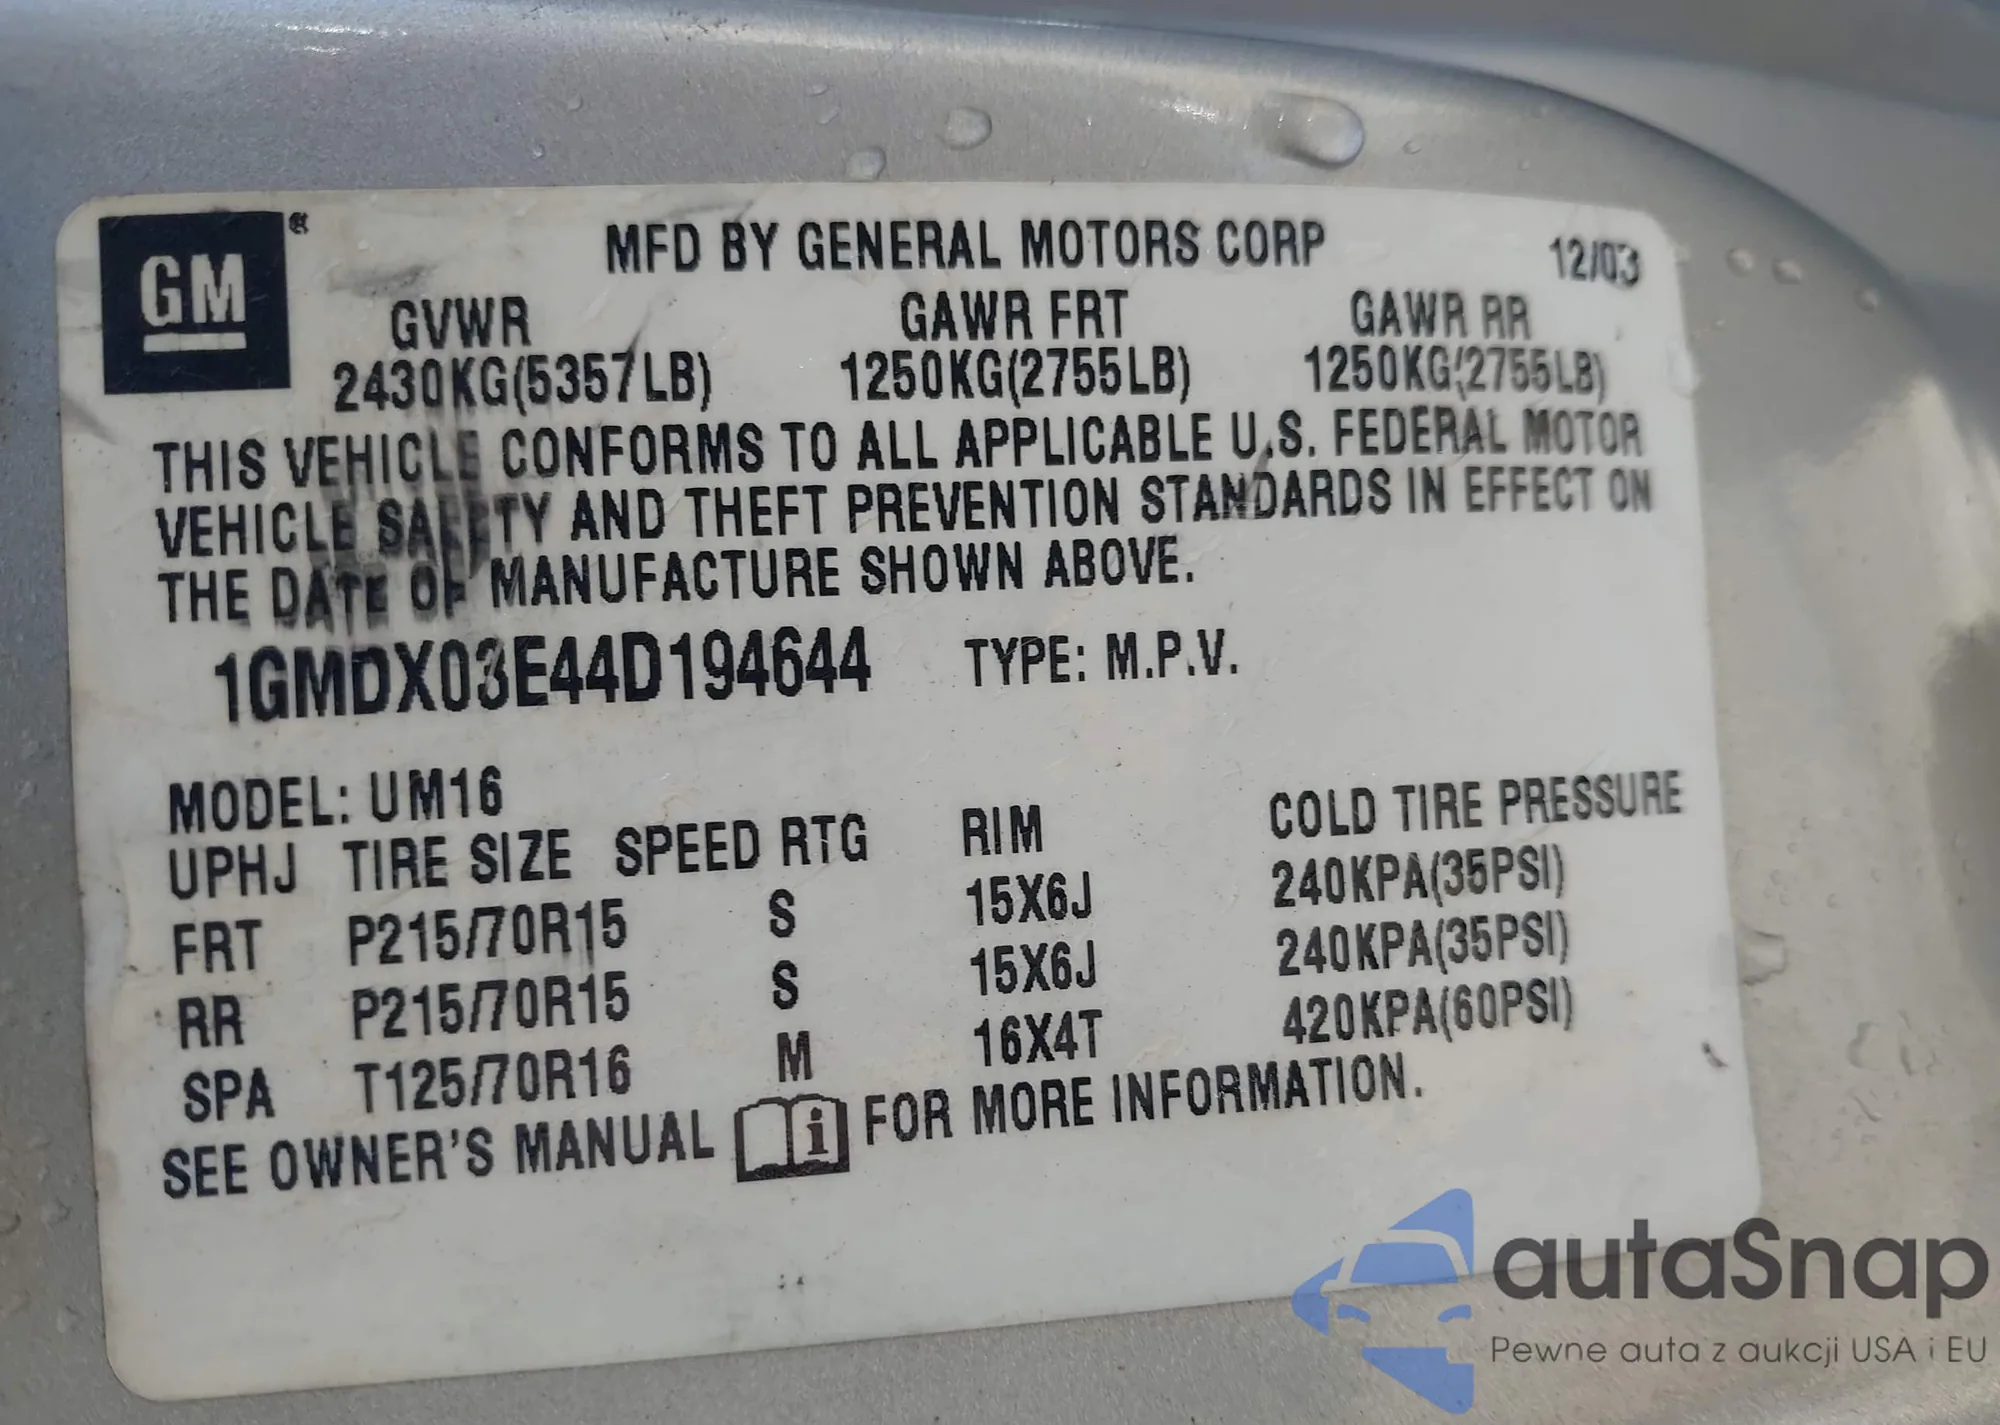 GM®
MFD BY GENERAL MOTORS CORP 12/03
GVWR GAWR FRT GAWR RR
2430KG(5357LB) 1250KG(2755LB) 1250KG(2755LB)
THIS VEHICLE CONFORMS TO ALL APPLICABLE U.S. FEDERAL MOTOR
VEHICLE SAFETY AND THEFT PREVENTION STANDARDS IN EFFECT ON
THE DATE OF MANUFACTURE SHOWN ABOVE.
1GMDX03E44D194644 TYPE: M.P.V.
MODEL: UM16
UPHJ TIRE SIZE SPEED RTG RIM COLD TIRE PRESSURE
FRT P215/70R15 S 15X6J 240KPA(35PSI)
RR P215/70R15 S 15X6J 240KPA(35PSI)
SPA T125/70R16 M 16X4T 420KPA(60PSI)
SEE OWNER'S MANUAL i FOR MORE INFORMATION.
autaSnap
Pewne auta z aukcji USA i EU